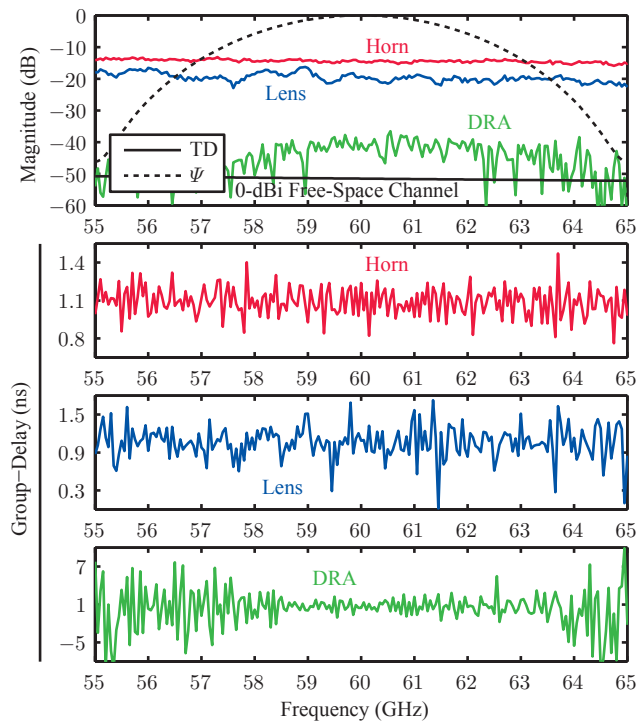 0
−10
−20
−30
−40
−50
−60
Magnitude (dB)
Horn
Lens
DRA
TD
Ψ
0-dBi Free-Space Channel
55 56 57 58 59 60 61 62 63 64 65
Group−Delay (ns)
1.4
1.1
0.8
Horn
55 56 57 58 59 60 61 62 63 64 65
1.5
0.9
0.3
Lens
55 56 57 58 59 60 61 62 63 64 65
7
1
−5
DRA
55 56 57 58 59 60 61 62 63 64 65
Frequency (GHz)